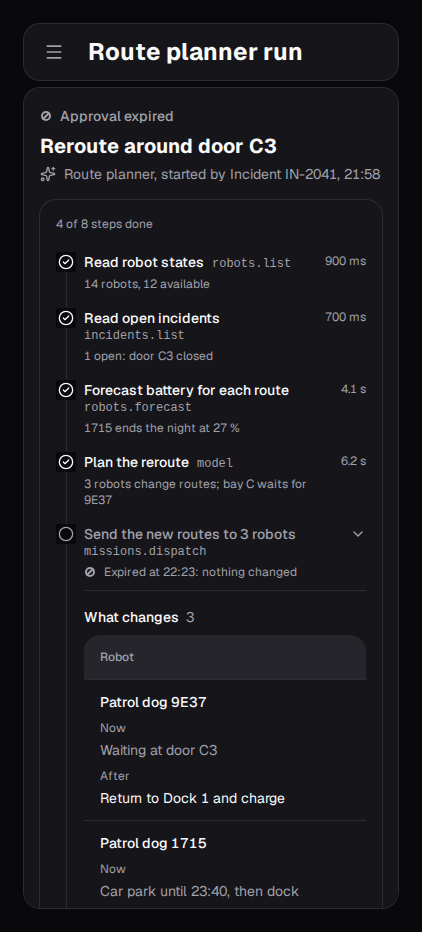 Route planner run
Approval expired
Reroute around door C3
Route planner, started by Incident IN-2041, 21:58
4 of 8 steps done
Read robot states robots.list 900 ms
14 robots, 12 available
Read open incidents 700 ms
incidents.list
1 open: door C3 closed
Forecast battery for each route 4.1 s
robots.forecast
1715 ends the night at 27 %
Plan the reroute model 6.2 s
3 robots change routes; bay C waits for
9E37
Send the new routes to 3 robots
missions.dispatch
Expired at 22:23: nothing changed
What changes 3
Robot
Patrol dog 9E37
Now
Waiting at door C3
After
Return to Dock 1 and charge
Patrol dog 1715
Now
Car park until 23:40, then dock